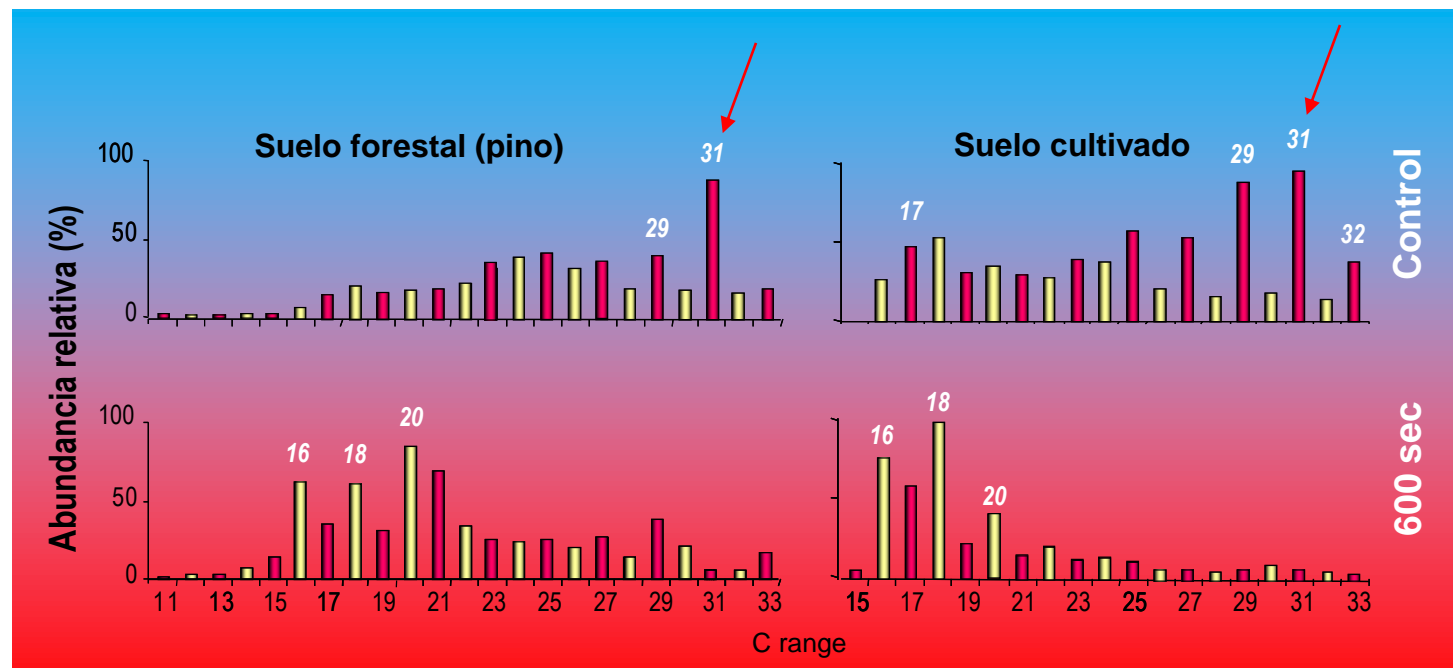 Suelo forestal (pino)
Suelo cultivado
Abundancia relativa (%)
100
50
0
31
29
17
29
31
32
Control
100
50
0
16
18
20
16
18
20
600 sec
11 13 15 17 19 21 23 25 27 29 31 33
15 17 19 21 23 25 27 29 31 33
C range